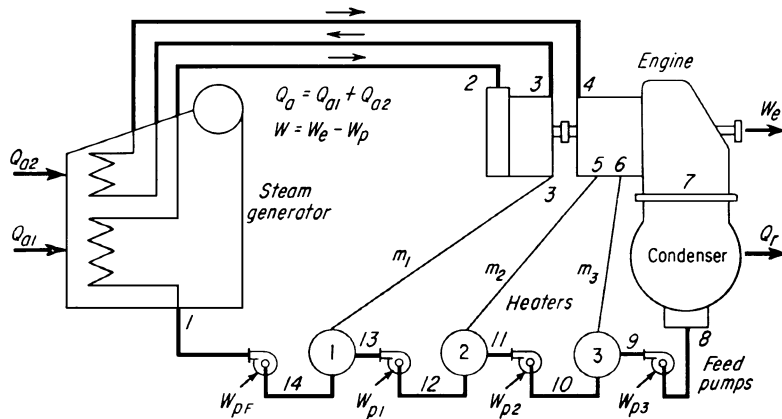 2
3
4
Engine
Q_a = Q_a1 + Q_a2
W = W_e – W_p
W_e
Q_a2
5
6
3
7
Steam
generator
Q_a1
m_1
m_2
m_3
Condenser
Q_r
Heaters
1
8
13
11
9
1
2
3
Feed
pumps
W_pF
14
W_p1
12
W_p2
10
W_p3